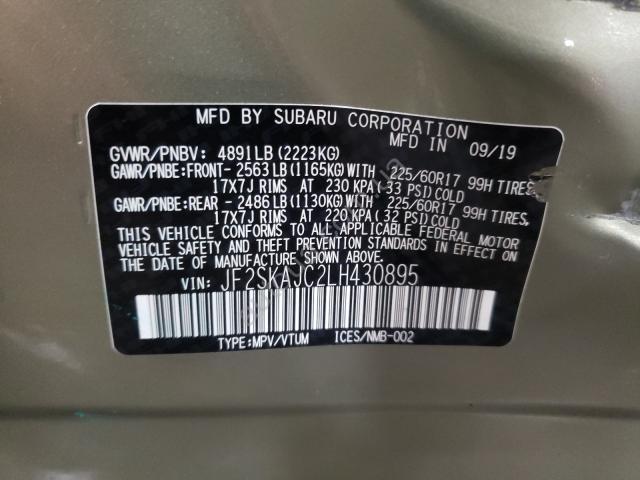 MFD BY SUBARU CORPORATION
MFD IN 09/19
GVWR/PNBV: 4891LB (2223KG)
GAWR/PNBE:FRONT- 2563LB (1165KG)WITH 225/60R17 99H TIRES,
17X7J RIMS AT 230 KPA(33 PSI)COLD
GAWR/PNBE:REAR - 2486LB (1130KG)WITH 225/60R17 99H TIRES,
17X7J RIMS AT 220 KPA(32 PSI)COLD
THIS VEHICLE CONFORMS TO ALL APPLICABLE FEDERAL MOTOR
VEHICLE SAFETY AND THEFT PREVENTION STANDARDS IN EFFECT ON
THE DATE OF MANUFACTURE SHOWN ABOVE.
VIN: JF2SKAJC2LH430895
TYPE:MPV/VTUM ICES/NMB-002